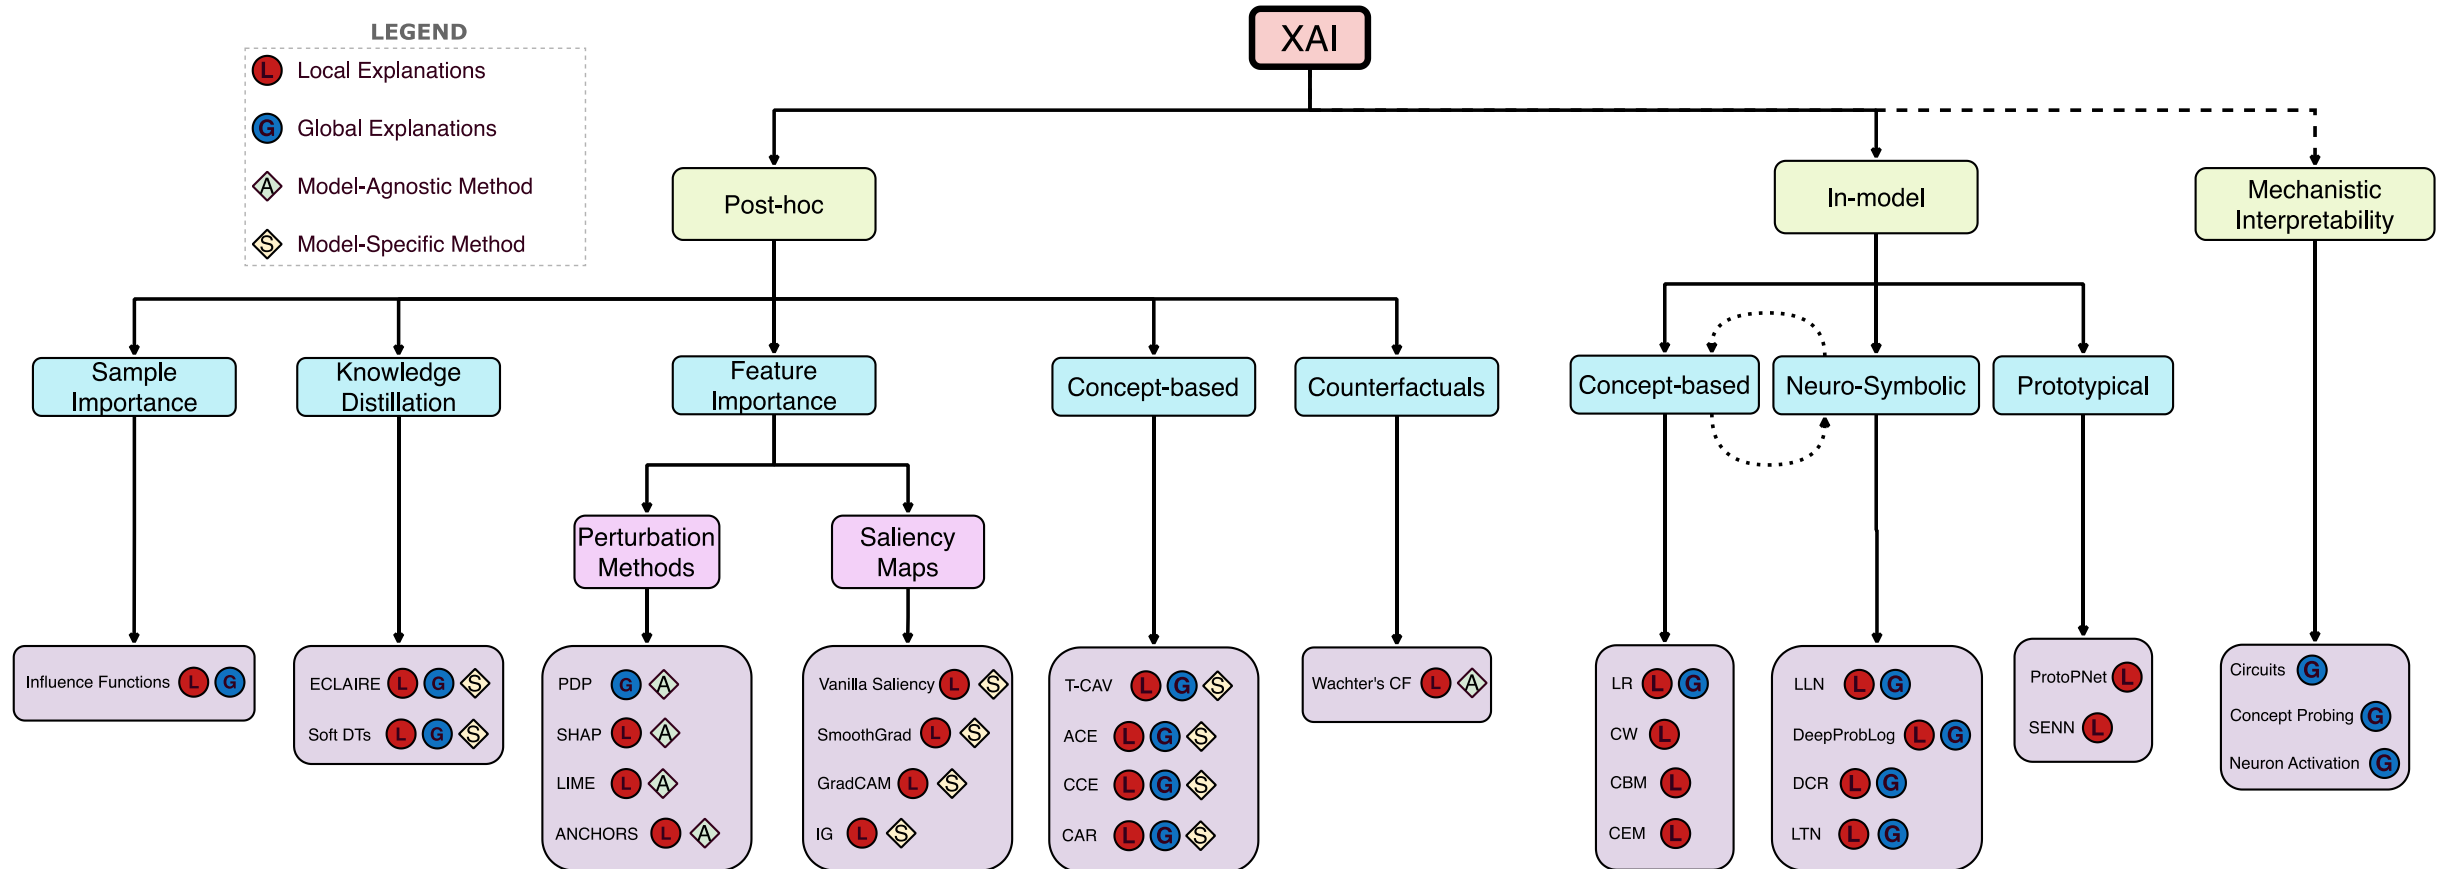 XAI
LEGEND
L Local Explanations
G Global Explanations
A Model-Agnostic Method
S Model-Specific Method
Post-hoc
In-model
Mechanistic
Interpretability
Sample
Importance
Knowledge
Distillation
Feature
Importance
Concept-based
Counterfactuals
Concept-based
Neuro-Symbolic
Prototypical
Perturbation
Methods
Saliency
Maps
Influence Functions L G
ECLAIRE L G S
Soft DTs L G S
PDP G A
SHAP L A
LIME L A
ANCHORS L A
Vanilla Saliency L S
SmoothGrad L S
GradCAM L S
IG L S
T-CAV L G S
ACE L G S
CCE L G S
CAR L G S
Wachter's CF L A
LR L G
CW L
CBM L
CEM L
LLN L G
DeepProbLog L G
DCR L G
LTN L G
ProtoPNet L
SENN L
Circuits G
Concept Probing G
Neuron Activation G